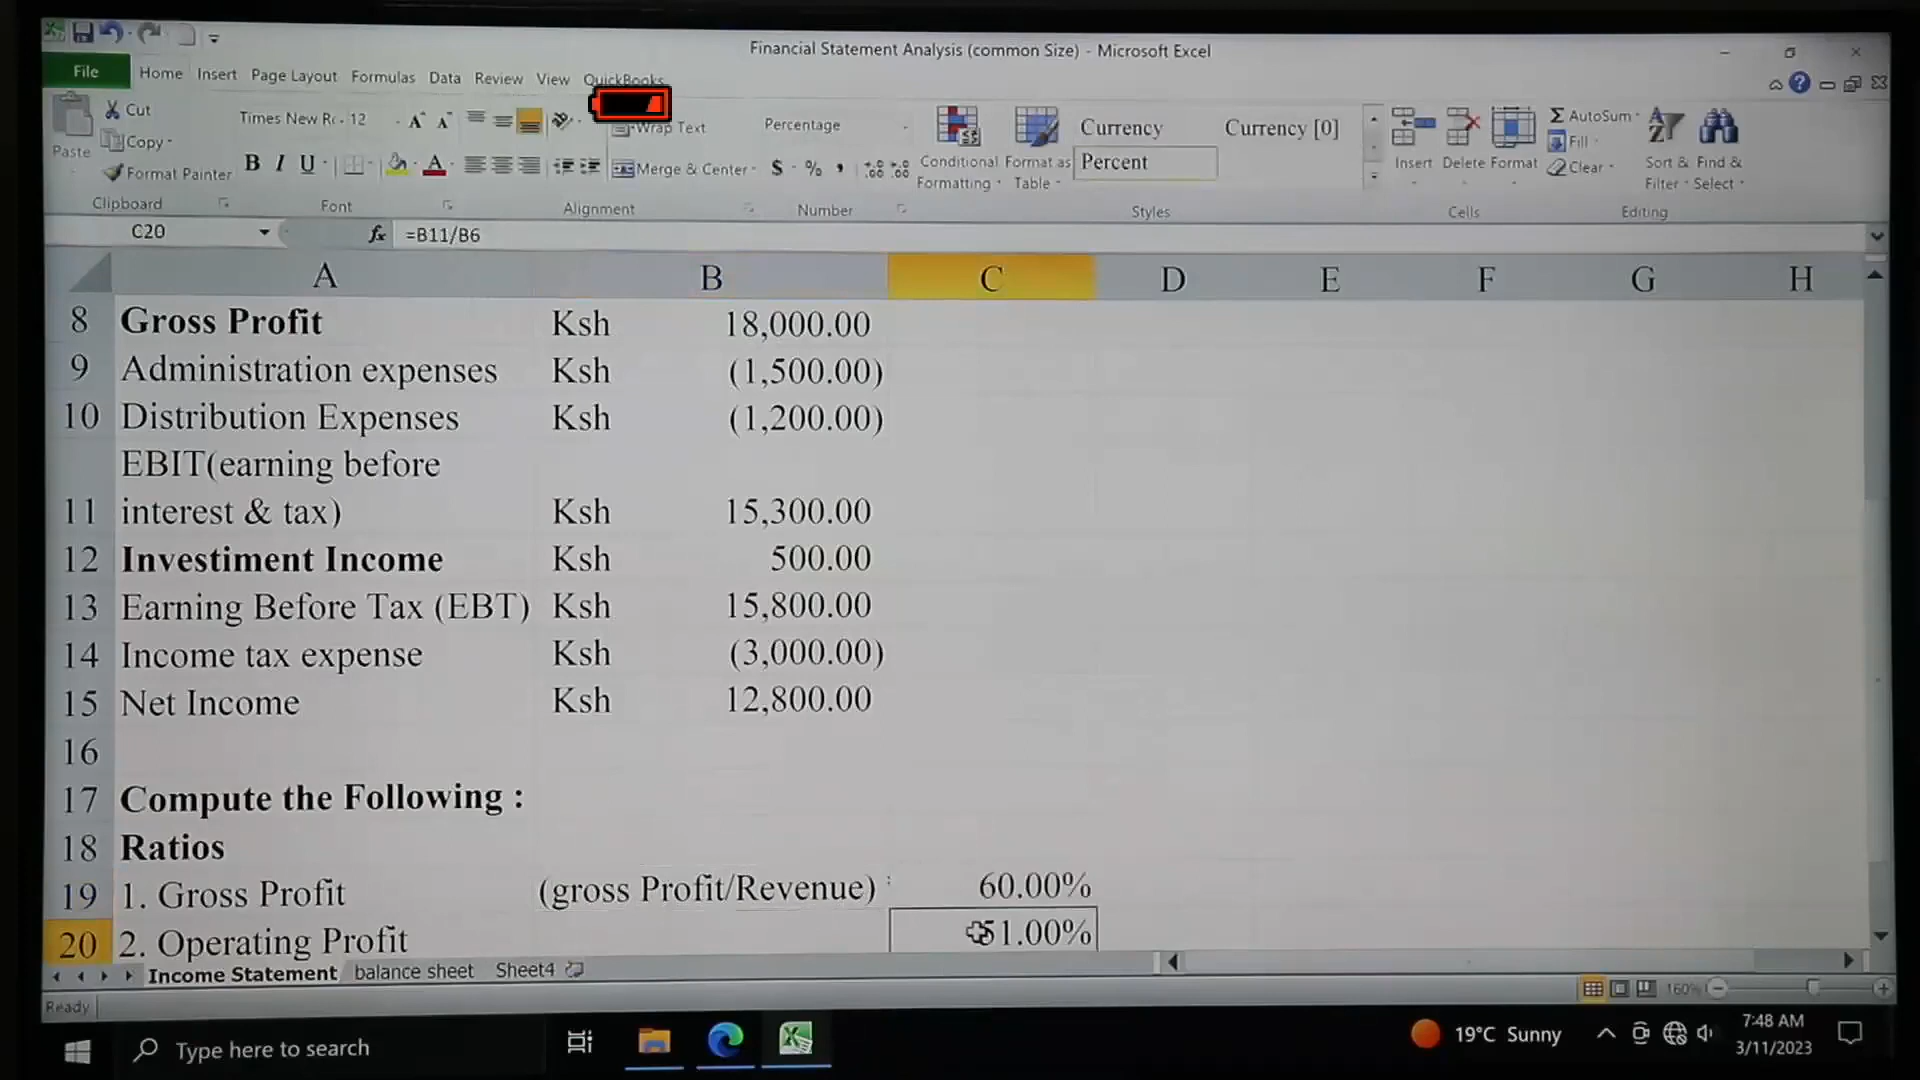 Financial Statement Analysis (common Size) - Microsoft Excel
File Home Insert Page Layout Formulas Data Review View QuickBooks
Paste
Cut
Copy
Format Painter
Clipboard
Times New Ro 12
B I U
Font
Wrap Text
Merge & Center
Alignment
Percentage
$ % ,
Number
Conditional Formatting
Format as Table
Currency Currency [0]
Percent
Styles
Insert Delete Format
Cells
Σ AutoSum
Fill
Clear
Sort & Filter
Find & Select
Editing
C20 fx =B11/B6
A B C D E F G H
8 Gross Profit Ksh 18,000.00
9 Administration expenses Ksh (1,500.00)
10 Distribution Expenses Ksh (1,200.00)
EBIT(earning before
11 interest & tax) Ksh 15,300.00
12 Investiment Income Ksh 500.00
13 Earning Before Tax (EBT) Ksh 15,800.00
14 Income tax expense Ksh (3,000.00)
15 Net Income Ksh 12,800.00
16
17 Compute the Following :
18 Ratios
19 1. Gross Profit (gross Profit/Revenue) 60.00%
20 2. Operating Profit 51.00%
Income Statement balance sheet Sheet4
Ready 160%
Type here to search
19°C Sunny
7:48 AM
3/11/2023